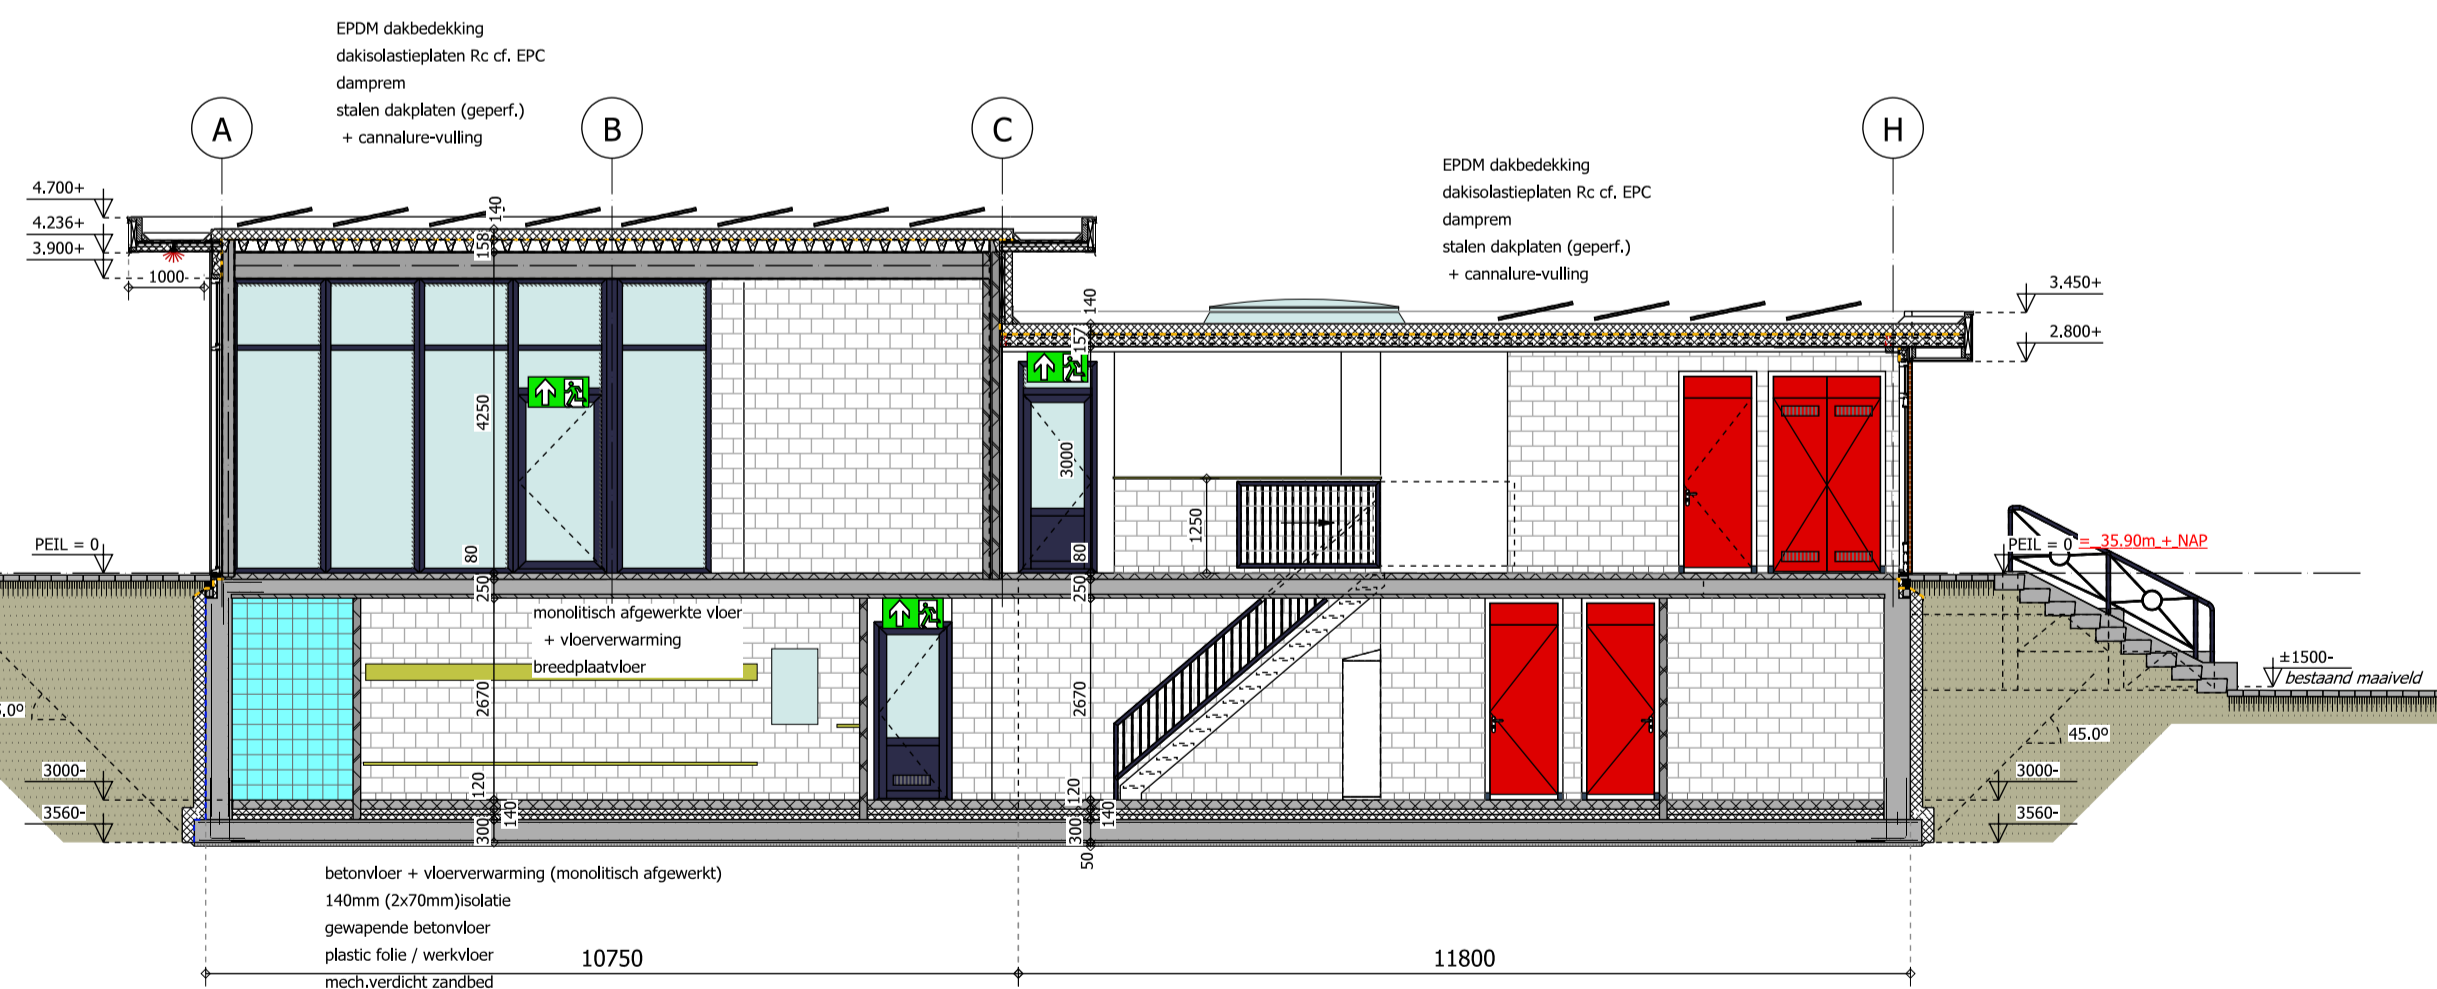 EPDM dakbedekking
dakisolastieplaten Rc cf. EPC
damprem
stalen dakplaten (geperf.)
+ cannalure-vulling
A
B
C
H
EPDM dakbedekking
dakisolastieplaten Rc cf. EPC
damprem
stalen dakplaten (geperf.)
+ cannalure-vulling
4.700+
4.236+
3.900+
1000
140
158
4250
80
250
2670
120
140
300
140
157
3000
1250
80
250
2670
120
140
300
50
3.450+
2.800+
PEIL = 0
PEIL = 0 = 35.90m_+_NAP
±1500-
bestaand maaiveld
monolitisch afgewerkte vloer
+ vloerverwarming
breedplaatvloer
45.0º
3000-
3560-
3000-
3560-
betonvloer + vloerverwarming (monolitisch afgewerkt)
140mm (2x70mm)isolatie
gewapende betonvloer
plastic folie / werkvloer
mech.verdicht zandbed
10750
11800